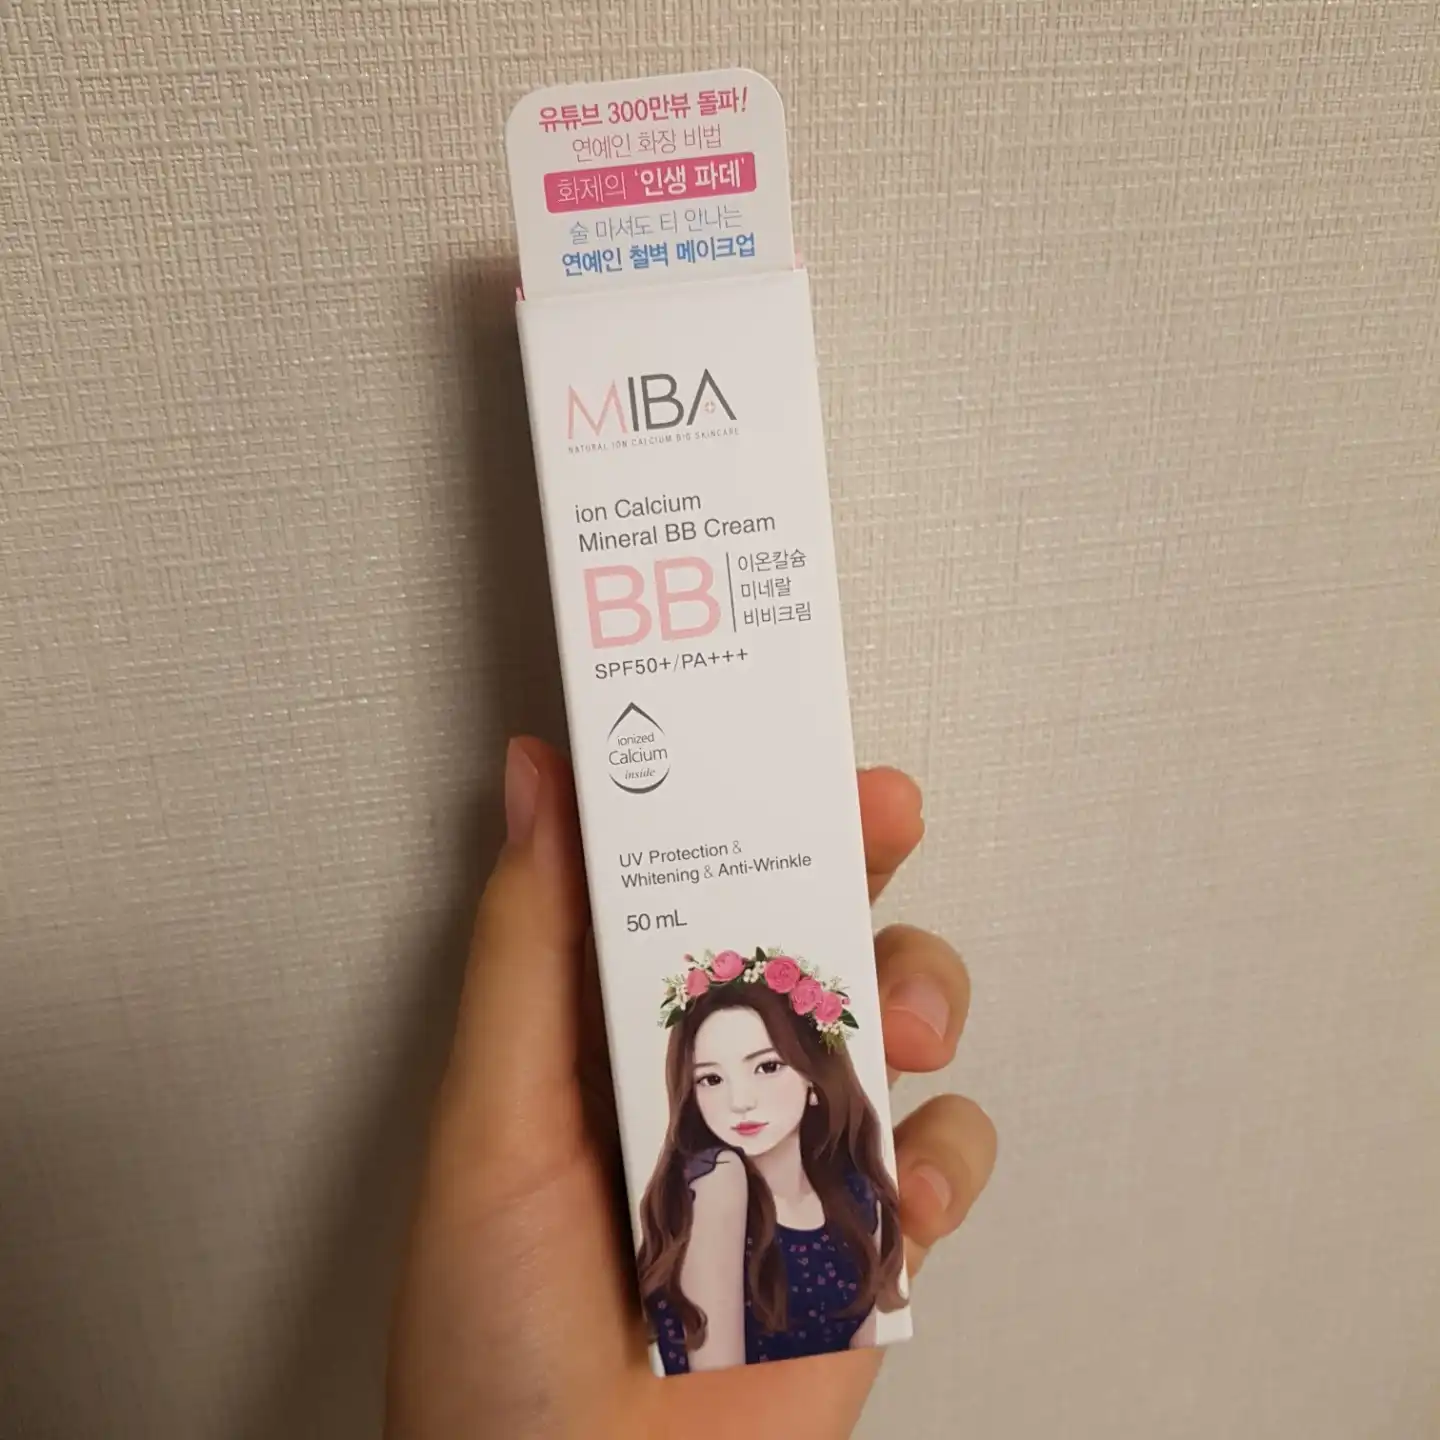 유튜브 300만뷰 돌파!
연예인 화장 비법
화제의 '인생 파데'
술 마셔도 티 안나는
연예인 철벽 메이크업
MIBA
NATURAL ION CALCIUM BIO SKINCARE
ion Calcium
Mineral BB Cream
BB
이온칼슘
미네랄
비비크림
SPF50+/PA+++
ionized
Calcium
inside
UV Protection &
Whitening & Anti-Wrinkle
50 mL